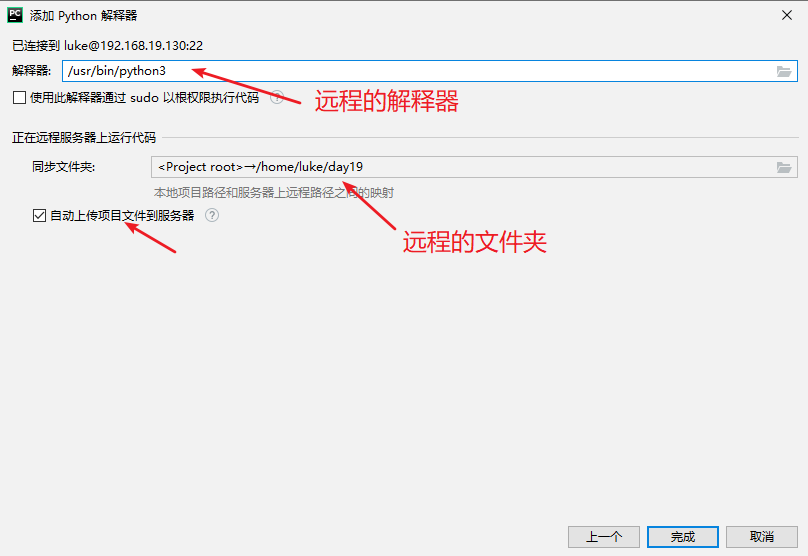 PC 添加 Python 解释器
已连接到 luke@192.168.19.130:22
解释器: /usr/bin/python3
使用此解释器通过 sudo 以根权限执行代码 ?
远程的解释器
正在远程服务器上运行代码
同步文件夹: <Project root>→/home/luke/day19
本地项目路径和服务器上远程路径之间的映射
自动上传项目文件到服务器 ?
远程的文件夹
上一个 完成 取消